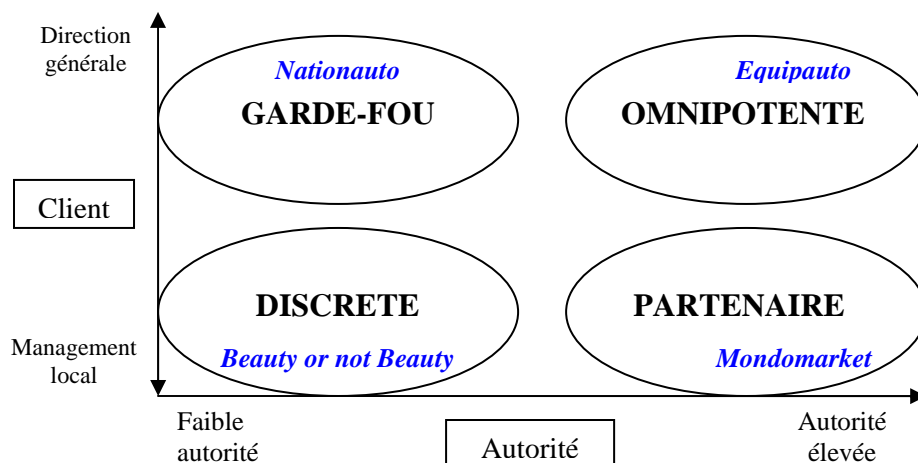 Direction
générale
Nationauto
GARDE-FOU
Equipauto
OMNIPOTENTE
Client
DISCRETE
Beauty or not Beauty
PARTENAIRE
Mondomarket
Management
local
Faible
autorité
Autorité
Autorité
élevée